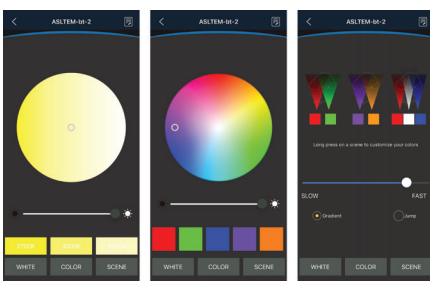 ASLTEM-bt-2
2700K
WHITE COLOR SCENE
ASLTEM-bt-2
WHITE COLOR SCENE
ASLTEM-bt-2
Long press on a scene to customize your colors
SLOW FAST
Gradient Jump
WHITE COLOR SCENE